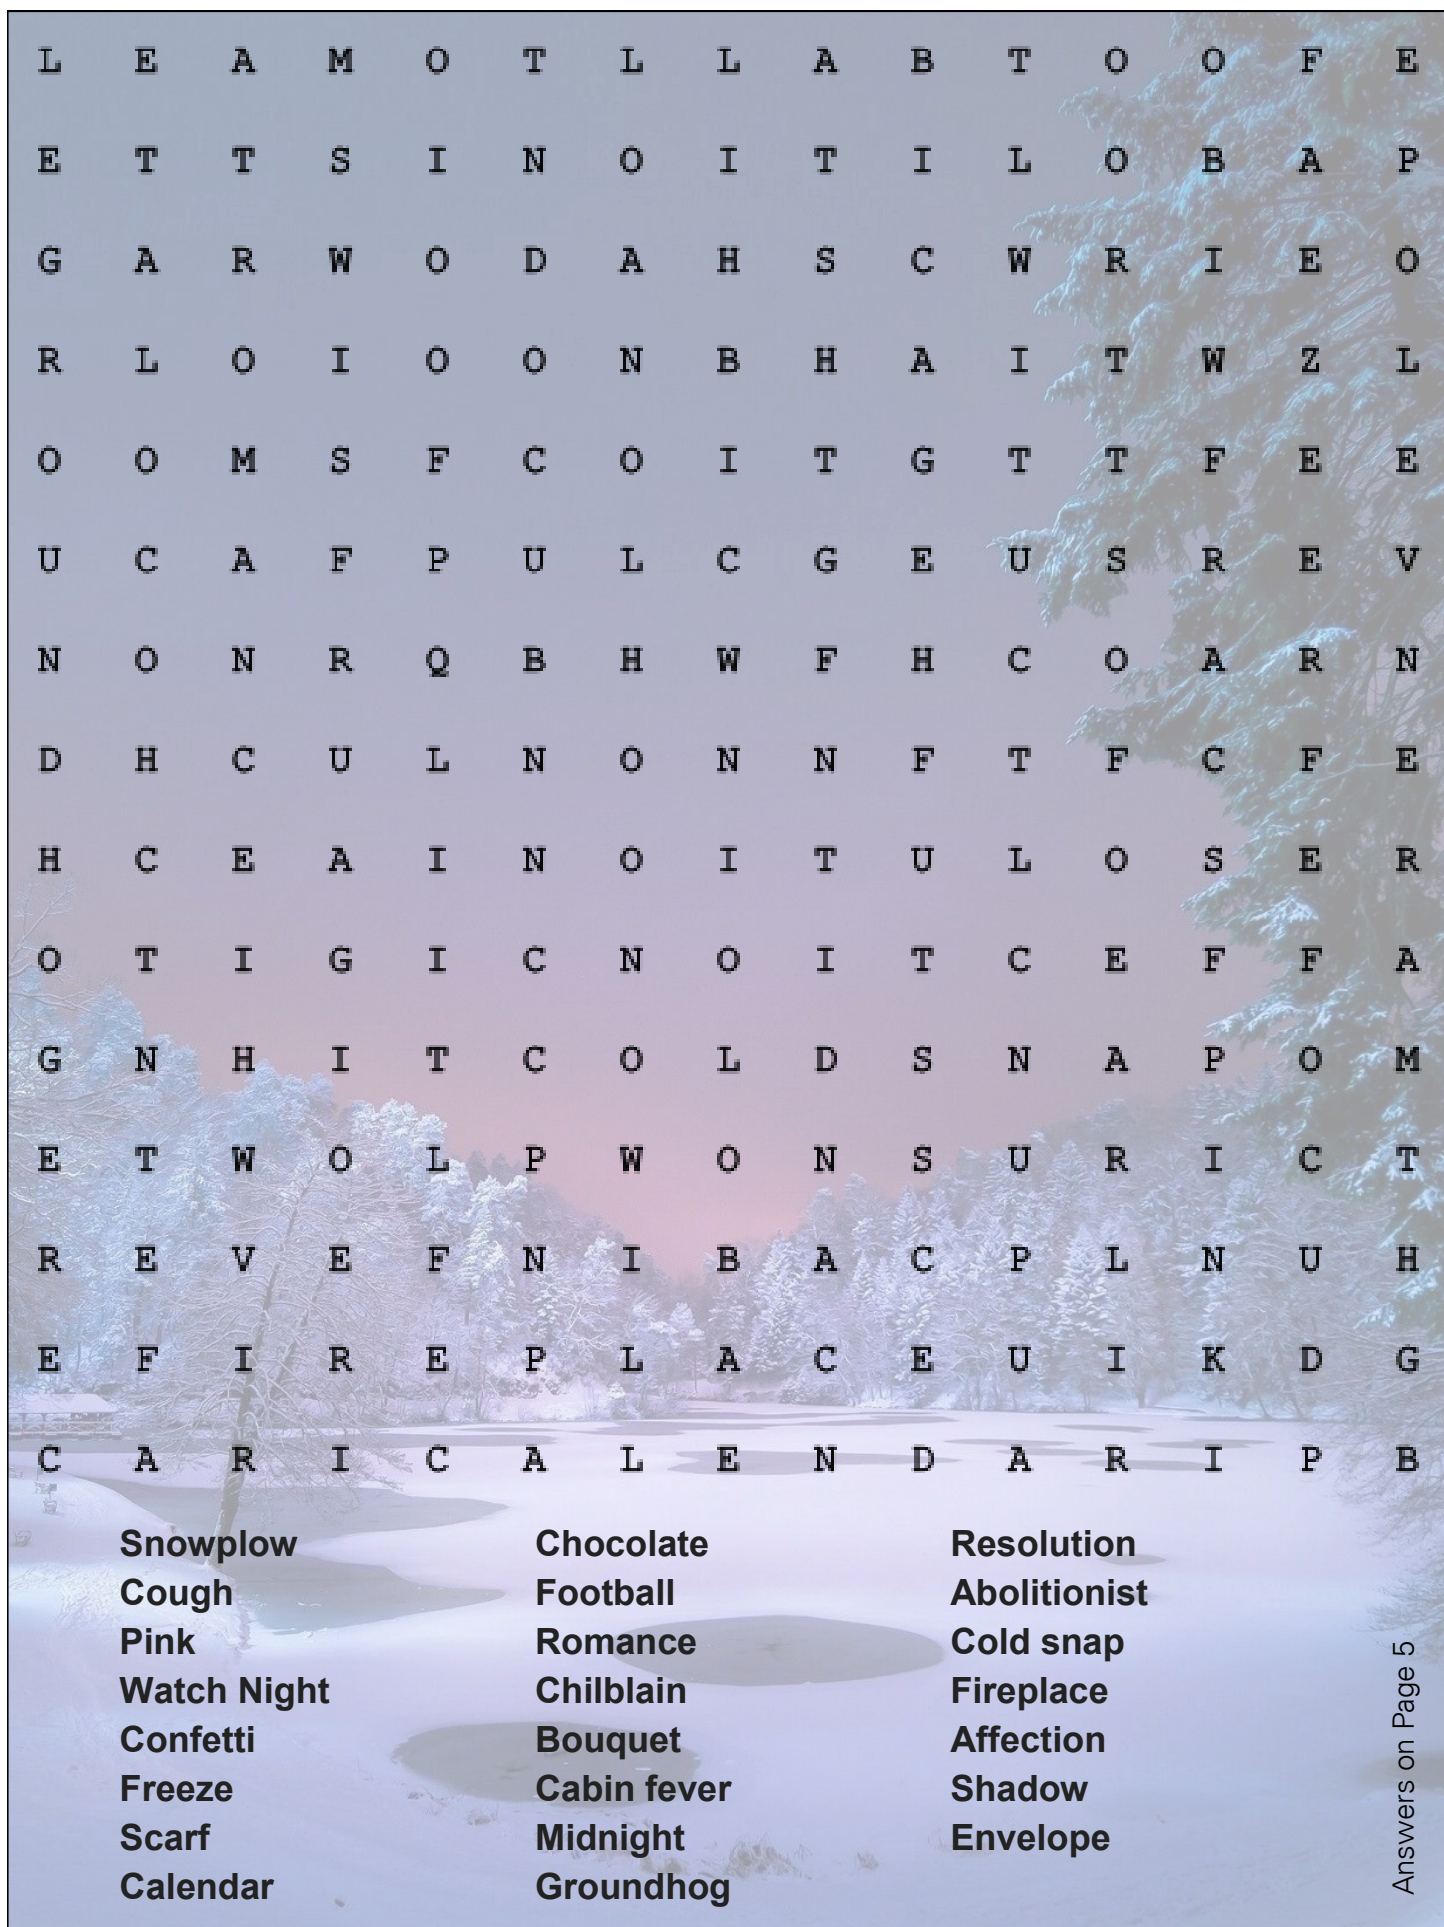 L E A M O T L L A B T O O F E
E T T S I N O I T I L O B A P
G A R W O D A H S C W R I E O
R L O I O O N B H A I T W Z L
O O M S F C O I T G T T F E E
U C A F P U L C G E U S R E V
N O N R Q B H W F H C O A R N
D H C U L N O N N F T F C F E
H C E A I N O I T U L O S E R
O T I G I C N O I T C E F F A
G N H I T C O L D S N A P O M
E T W O L P W O N S U R I C T
R E V E F N I B A C P L N U H
E F I R E P L A C E U I K D G
C A R I C A L E N D A R I P B
Snowplow Chocolate Resolution
Cough Football Abolitionist
Pink Romance Cold snap
Watch Night Chilblain Fireplace
Confetti Bouquet Affection
Freeze Cabin fever Shadow
Scarf Midnight Envelope
Calendar Groundhog
Answers on Page 5